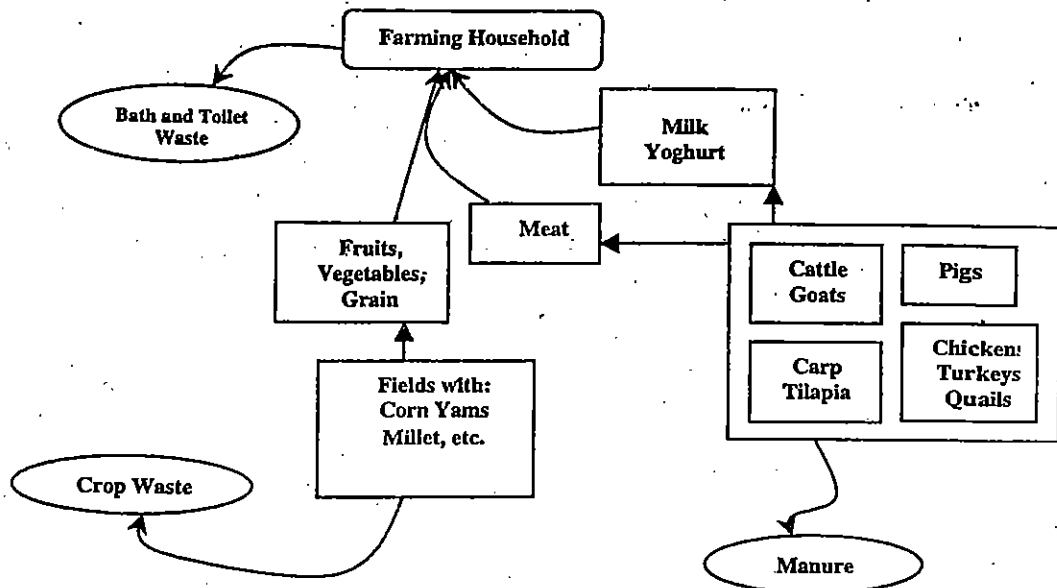 Farming Household
Bath and Toilet
Waste
Milk
Yoghurt
Meat
Fruits,
Vegetables,
Grain
Cattle
Goats
Pigs
Carp
Tilapia
Chickens
Turkeys
Quails
Fields with:
Corn Yams
Millet, etc.
Crop Waste
Manure